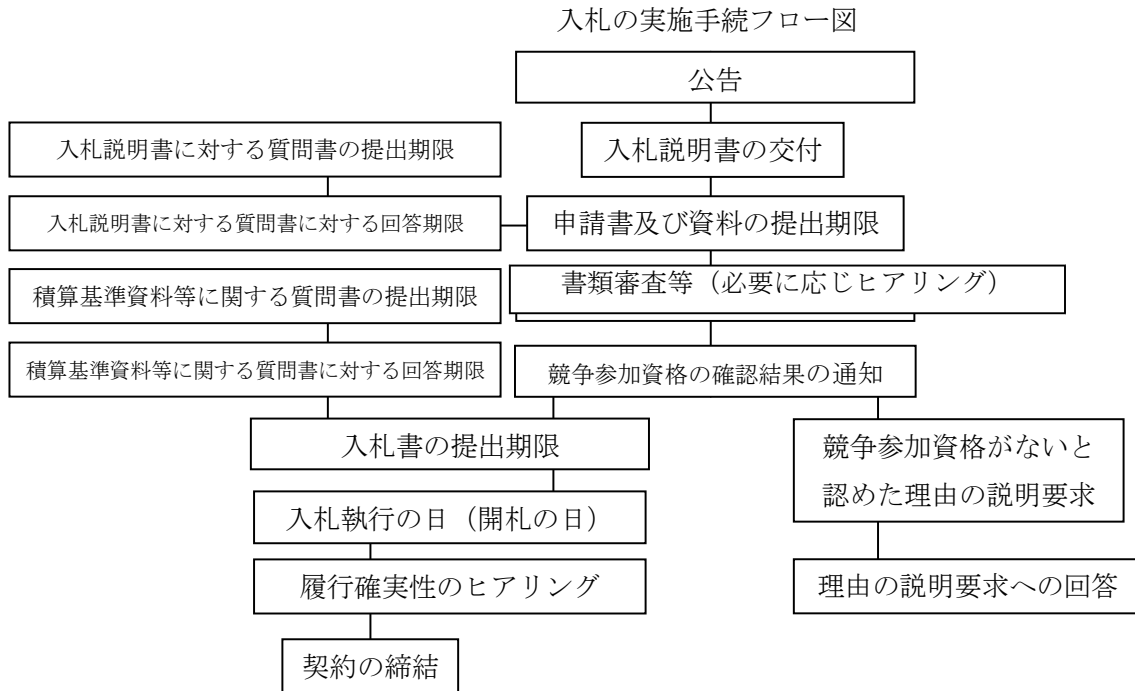 入札の実施手続フロー図
公告
入札説明書に対する質問書の提出期限
入札説明書の交付
入札説明書に対する質問書に対する回答期限
申請書及び資料の提出期限
積算基準資料等に関する質問書の提出期限
書類審査等（必要に応じヒアリング）
積算基準資料等に関する質問書に対する回答期限
競争参加資格の確認結果の通知
入札書の提出期限
競争参加資格がないと
認めた理由の説明要求
入札執行の日（開札の日）
履行確実性のヒアリング
理由の説明要求への回答
契約の締結